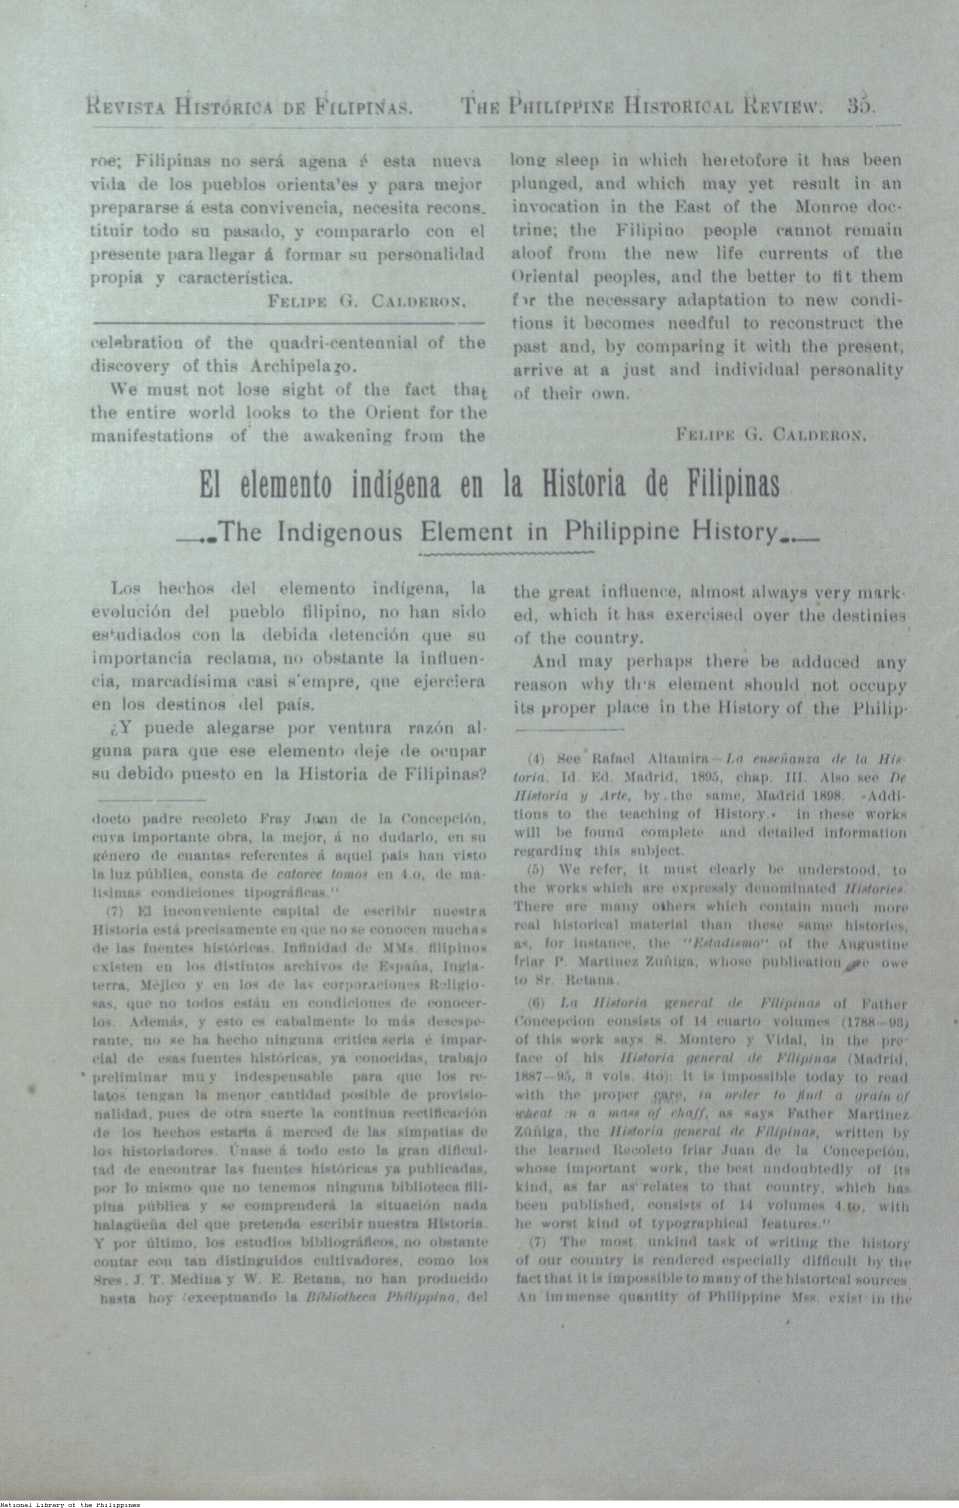 REVISTA HISTÓRICA DE FILIPINAS. THE PHILIPPINE HISTORICAL REVIEW. 35.
roe; Filipinas no será agena é esta nueva
vida de los pueblos orienta'es y para mejor
prepararse á esta convivencia, necesita recons.
tituir todo su pasado, y compararlo con el
presente para llegar á formar su personalidad
propia y característica.
FELIPE G. CALDERON.
celebration of the quadri-centennial of the
discovery of this Archipelago.
We must not lose sight of the fact that
the entire world looks to the Orient for the
manifestations of the awakening from the
long sleep in which heretofore it has been
plunged, and which may yet result in an
invocation in the East of the Monroe doc-
trine; the Filipino people cannot remain
aloof from the new life currents of the
Oriental peoples, and the better to fit them
for the necessary adaptation to new condi-
tions it becomes needful to reconstruct the
past and, by comparing it with the present,
arrive at a just and individual personality
of their own.
FELIPE G. CALDERON.
El elemento indígena en la Historia de Filipinas
The Indigenous Element in Philippine History
Los hechos del elemento indígena, la
evolución del pueblo filipino, no han sido
estudiados con la debida detención que su
importancia reclama, no obstante la influen-
cia, marcadísima casi s'empre, que ejerciera
en los destinos del país.
¿Y puede alegarse por ventura razón al-
guna para que ese elemento deje de ocupar
su debido puesto en la Historia de Filipinas?
docto padre recoleto Fray Juan de la Concepción,
cuya importante obra, la mejor, á no dudarlo, en su
género de cuantas referentes á aquel país han visto
la luz pública, consta de catorce tomos en 4.o, de ma-
lísimas condiciones tipográficas."
(7) El inconveniente capital de escribir nuestra
Historia está precisamente en que no se conocen muchas
de las fuentes históricas. Infinidad de MMs. filipinos
existen en los distintos archivos de España, Ingla-
terra, Méjico y en los de las corporaciones Religio-
sas, que no todos están en condiciones de conocer-
los. Además, y esto es cabalmente lo más desespe-
rante, no se ha hecho ninguna crítica seria é impar-
cial de esas fuentes históricas, ya conocidas, trabajo
preliminar muy indespensable para que los re-
latos tengan la menor cantidad posible de provisio-
nalidad, pues de otra suerte la continua rectificación
de los hechos estaría á merced de las simpatías de
los historiadores. Únase á todo esto la gran dificul-
tad de encontrar las fuentes históricas ya publicadas,
por lo mismo que no tenemos ninguna biblioteca fili-
pina pública y se comprenderá la situación nada
halagüeña del que pretenda escribir nuestra Historia.
Y por último, los estudios bibliográficos, no obstante
contar con tan distinguidos cultivadores, como los
Sres. J. T. Medina y W. E. Retana, no han producido
hasta hoy (exceptuando la Bibliotheca Philippina, del
the great influence, almost always very mark-
ed, which it has exercised over the destinies
of the country.
And may perhaps there be adduced any
reason why this element should not occupy
its proper place in the History of the Philip-
(4) See Rafael Altamira—La enseñanza de la His-
toria. Id. Ed. Madrid, 1895, chap. III. Also see De
Historia y Arte, by the same, Madrid 1898. «Addi-
tions to the teaching of History.» in these works
will be found complete and detailed information
regarding this subject.
(5) We refer, it must clearly be understood, to
the works which are expressly denominated Histories.
There are many others which contain much more
real historical material than these same histories,
as, for instance, the "Estadismo" of the Augustine
friar P. Martinez Zuñiga, whose publication we owe
to Sr. Retana.
(6) La Historia general de Filipinas of Father
Concepcion consists of 14 cuarto volumes (1788—93)
of this work says S. Montero y Vidal, in the pre-
face of his Historia general de Filipinas (Madrid,
1887—95, 3 vols. 4to): it is impossible today to read
with the proper care, in order to find a grain of
wheat in a mass of chaff, as says Father Martinez
Zúñiga, the Historia general de Filipinas, written by
the learned Recoleto friar Juan de la Concepción,
whose important work, the best undoubtedly of its
kind, as far as relates to that country, which has
been published, consists of 14 volumes 4.to, with
he worst kind of typographical features."
(7) The most unkind task of writing the history
of our country is rendered especially difficult by the
fact that it is impossible to many of the historical sources.
An immense quantity of Philippine Mss. exist in the
National Library of the Philippines